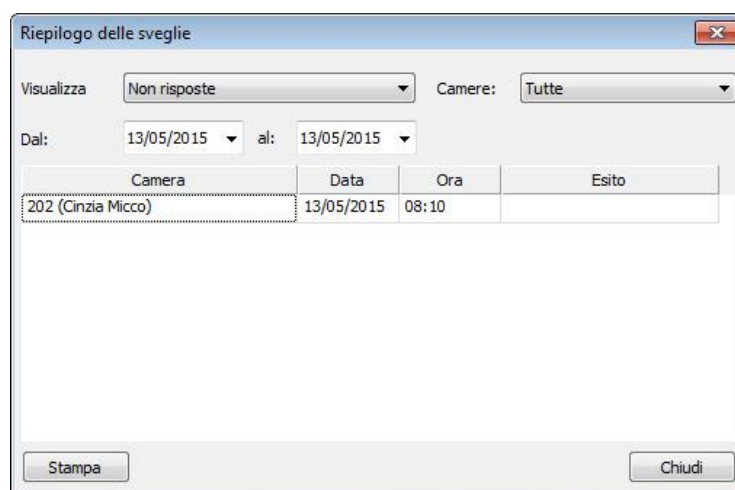 Riepilogo delle sveglie
Visualizza Non risposte Camere: Tutte
Dal: 13/05/2015 al: 13/05/2015
Camera Data Ora Esito
202 (Cinzia Micco) 13/05/2015 08:10
Stampa Chiudi